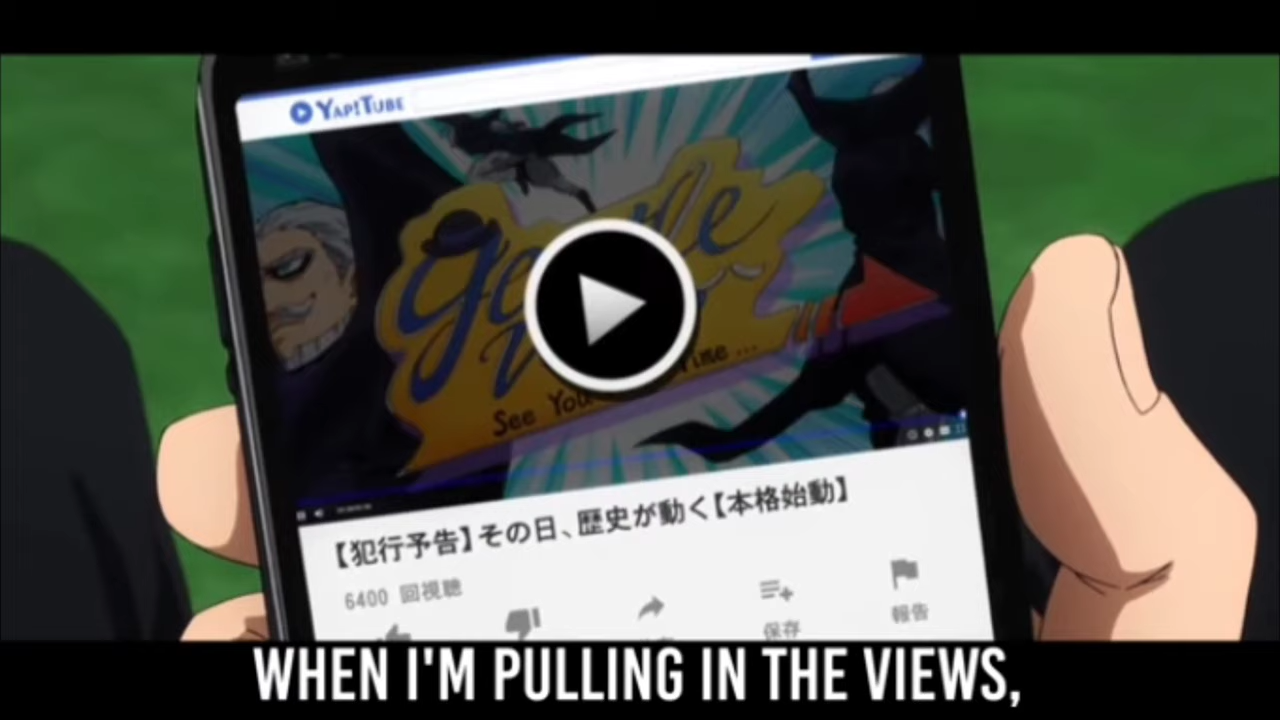 YAP!TUBE
See You
Time ...
【犯行予告】その日、歴史が動く【本格始動】
6400 回視聴
保存
報告
WHEN I'M PULLING IN THE VIEWS,